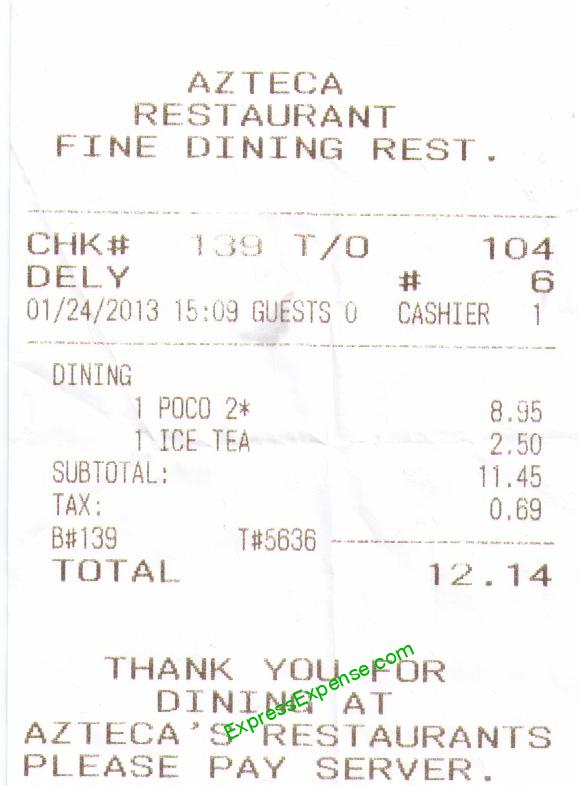 AZTECA
RESTAURANT
FINE DINING REST.
CHK# 139 T/O 104
DELY # 6
01/24/2013 15:09 GUESTS 0 CASHIER 1
DINING
1 POCO 2* 8.95
1 ICE TEA 2.50
SUBTOTAL: 11.45
TAX: 0.69
B#139 T#5636
TOTAL 12.14
THANK YOU FOR
DINING AT
AZTECA'S RESTAURANTS
PLEASE PAY SERVER.
ExpressExpense.com